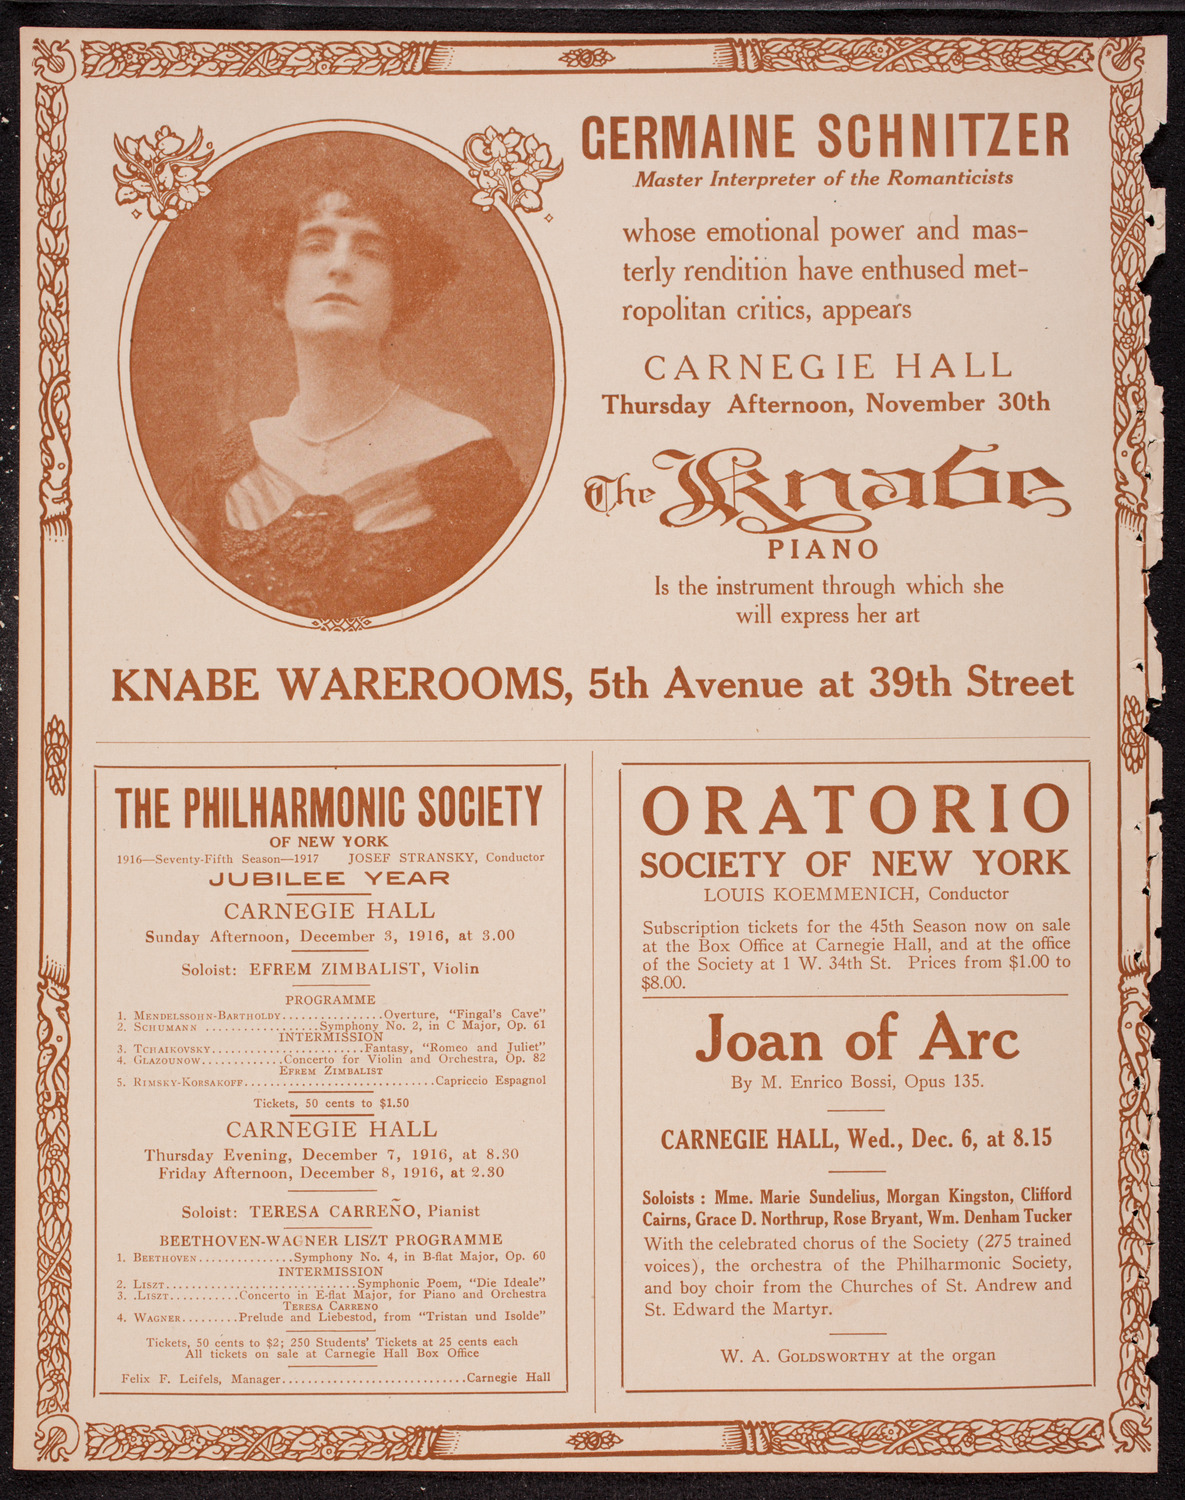 GERMAINE SCHNITZER
Master Interpreter of the Romanticists
whose emotional power and mas-
terly rendition have enthused met-
ropolitan critics, appears
CARNEGIE HALL
Thursday Afternoon, November 30th
The Knabe
PIANO
Is the instrument through which she
will express her art
KNABE WAREROOMS, 5th Avenue at 39th Street
THE PHILHARMONIC SOCIETY
OF NEW YORK
1916—Seventy-Fifth Season—1917 JOSEF STRANSKY, Conductor
JUBILEE YEAR
CARNEGIE HALL
Sunday Afternoon, December 3, 1916, at 3.00
Soloist: EFREM ZIMBALIST, Violin
PROGRAMME
1. MENDELSSOHN-BARTHOLDY................Overture, "Fingal's Cave"
2. SCHUMANN ..................Symphony No. 2, in C Major, Op. 61
INTERMISSION
3. TCHAIKOVSKY........................Fantasy, "Romeo and Juliet"
4. GLAZOUNOW.............Concerto for Violin and Orchestra, Op. 82
EFREM ZIMBALIST
5. RIMSKY-KORSAKOFF..............................Capriccio Espagnol
Tickets, 50 cents to $1.50
CARNEGIE HALL
Thursday Evening, December 7, 1916, at 8.30
Friday Afternoon, December 8, 1916, at 2.30
Soloist: TERESA CARREÑO, Pianist
BEETHOVEN-WAGNER LISZT PROGRAMME
1. BEETHOVEN...............Symphony No. 4, in B-flat Major, Op. 60
INTERMISSION
2. LISZT..............................Symphonic Poem, "Die Ideale"
3. .LISZT...........Concerto in E-flat Major, for Piano and Orchestra
TERESA CARRENO
4. WAGNER.........Prelude and Liebestod, from "Tristan und Isolde"
Tickets, 50 cents to $2; 250 Students' Tickets at 25 cents each
All tickets on sale at Carnegie Hall Box Office
Felix F. Leifels, Manager.............................Carnegie Hall
ORATORIO
SOCIETY OF NEW YORK
LOUIS KOEMMENICH, Conductor
Subscription tickets for the 45th Season now on sale
at the Box Office at Carnegie Hall, and at the office
of the Society at 1 W. 34th St. Prices from $1.00 to
$8.00.
Joan of Arc
By M. Enrico Bossi, Opus 135.
CARNEGIE HALL, Wed., Dec. 6, at 8.15
Soloists : Mme. Marie Sundelius, Morgan Kingston, Clifford
Cairns, Grace D. Northrup, Rose Bryant, Wm. Denham Tucker
With the celebrated chorus of the Society (275 trained
voices), the orchestra of the Philharmonic Society,
and boy choir from the Churches of St. Andrew and
St. Edward the Martyr.
W. A. GOLDSWORTHY at the organ